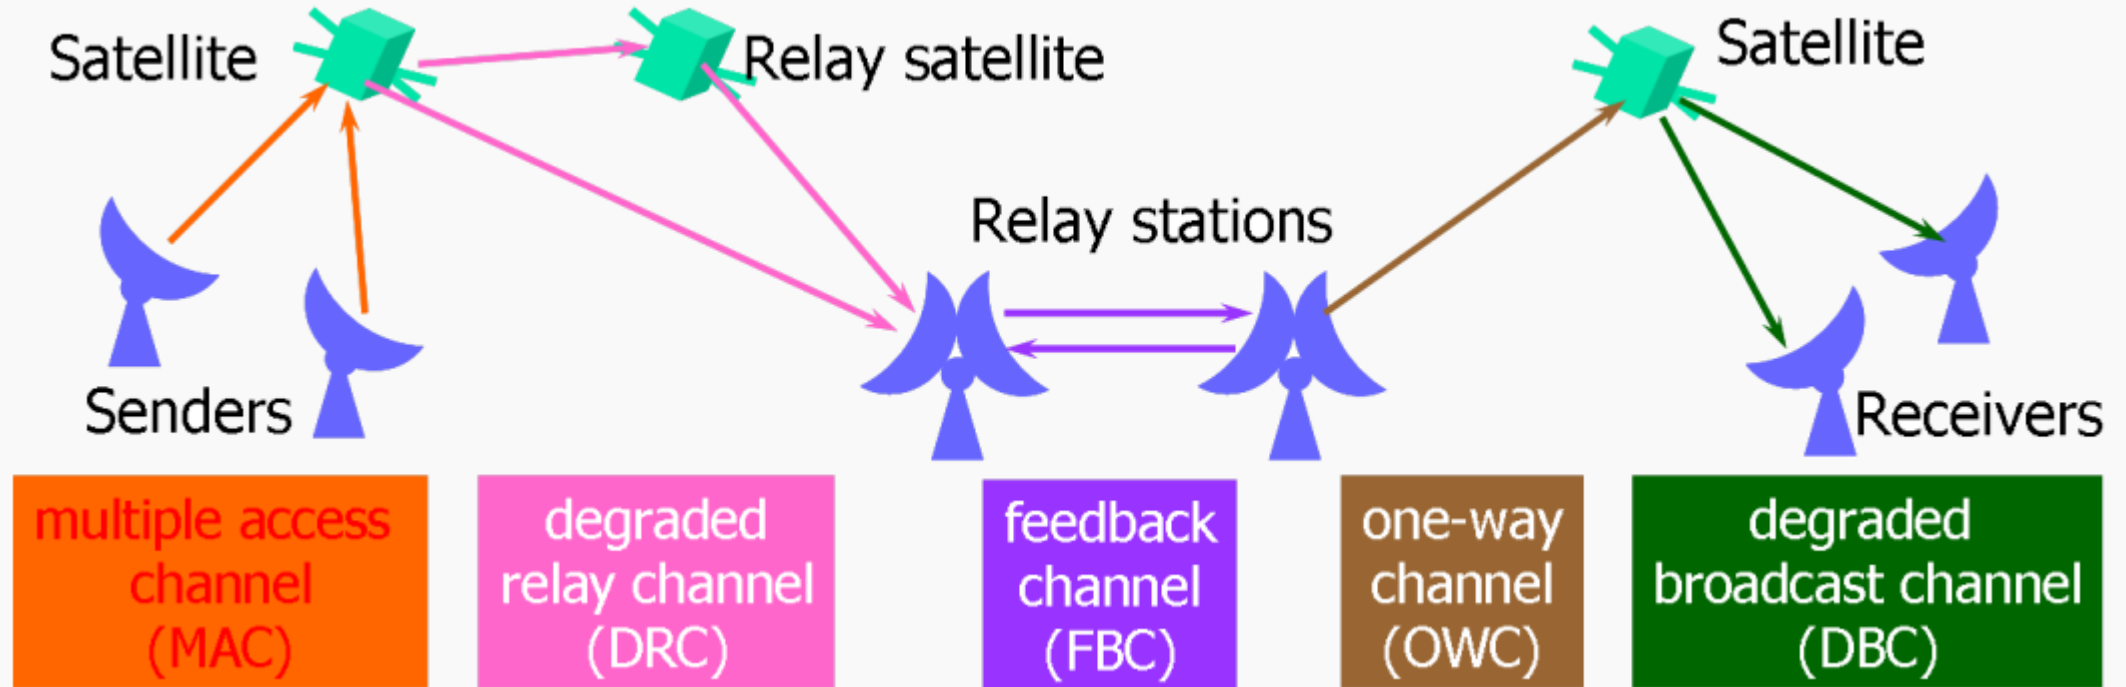 Satellite
Relay satellite
Satellite
Relay stations
Senders
Receivers
multiple access
channel
(MAC)
degraded
relay channel
(DRC)
feedback
channel
(FBC)
one-way
channel
(OWC)
degraded
broadcast channel
(DBC)